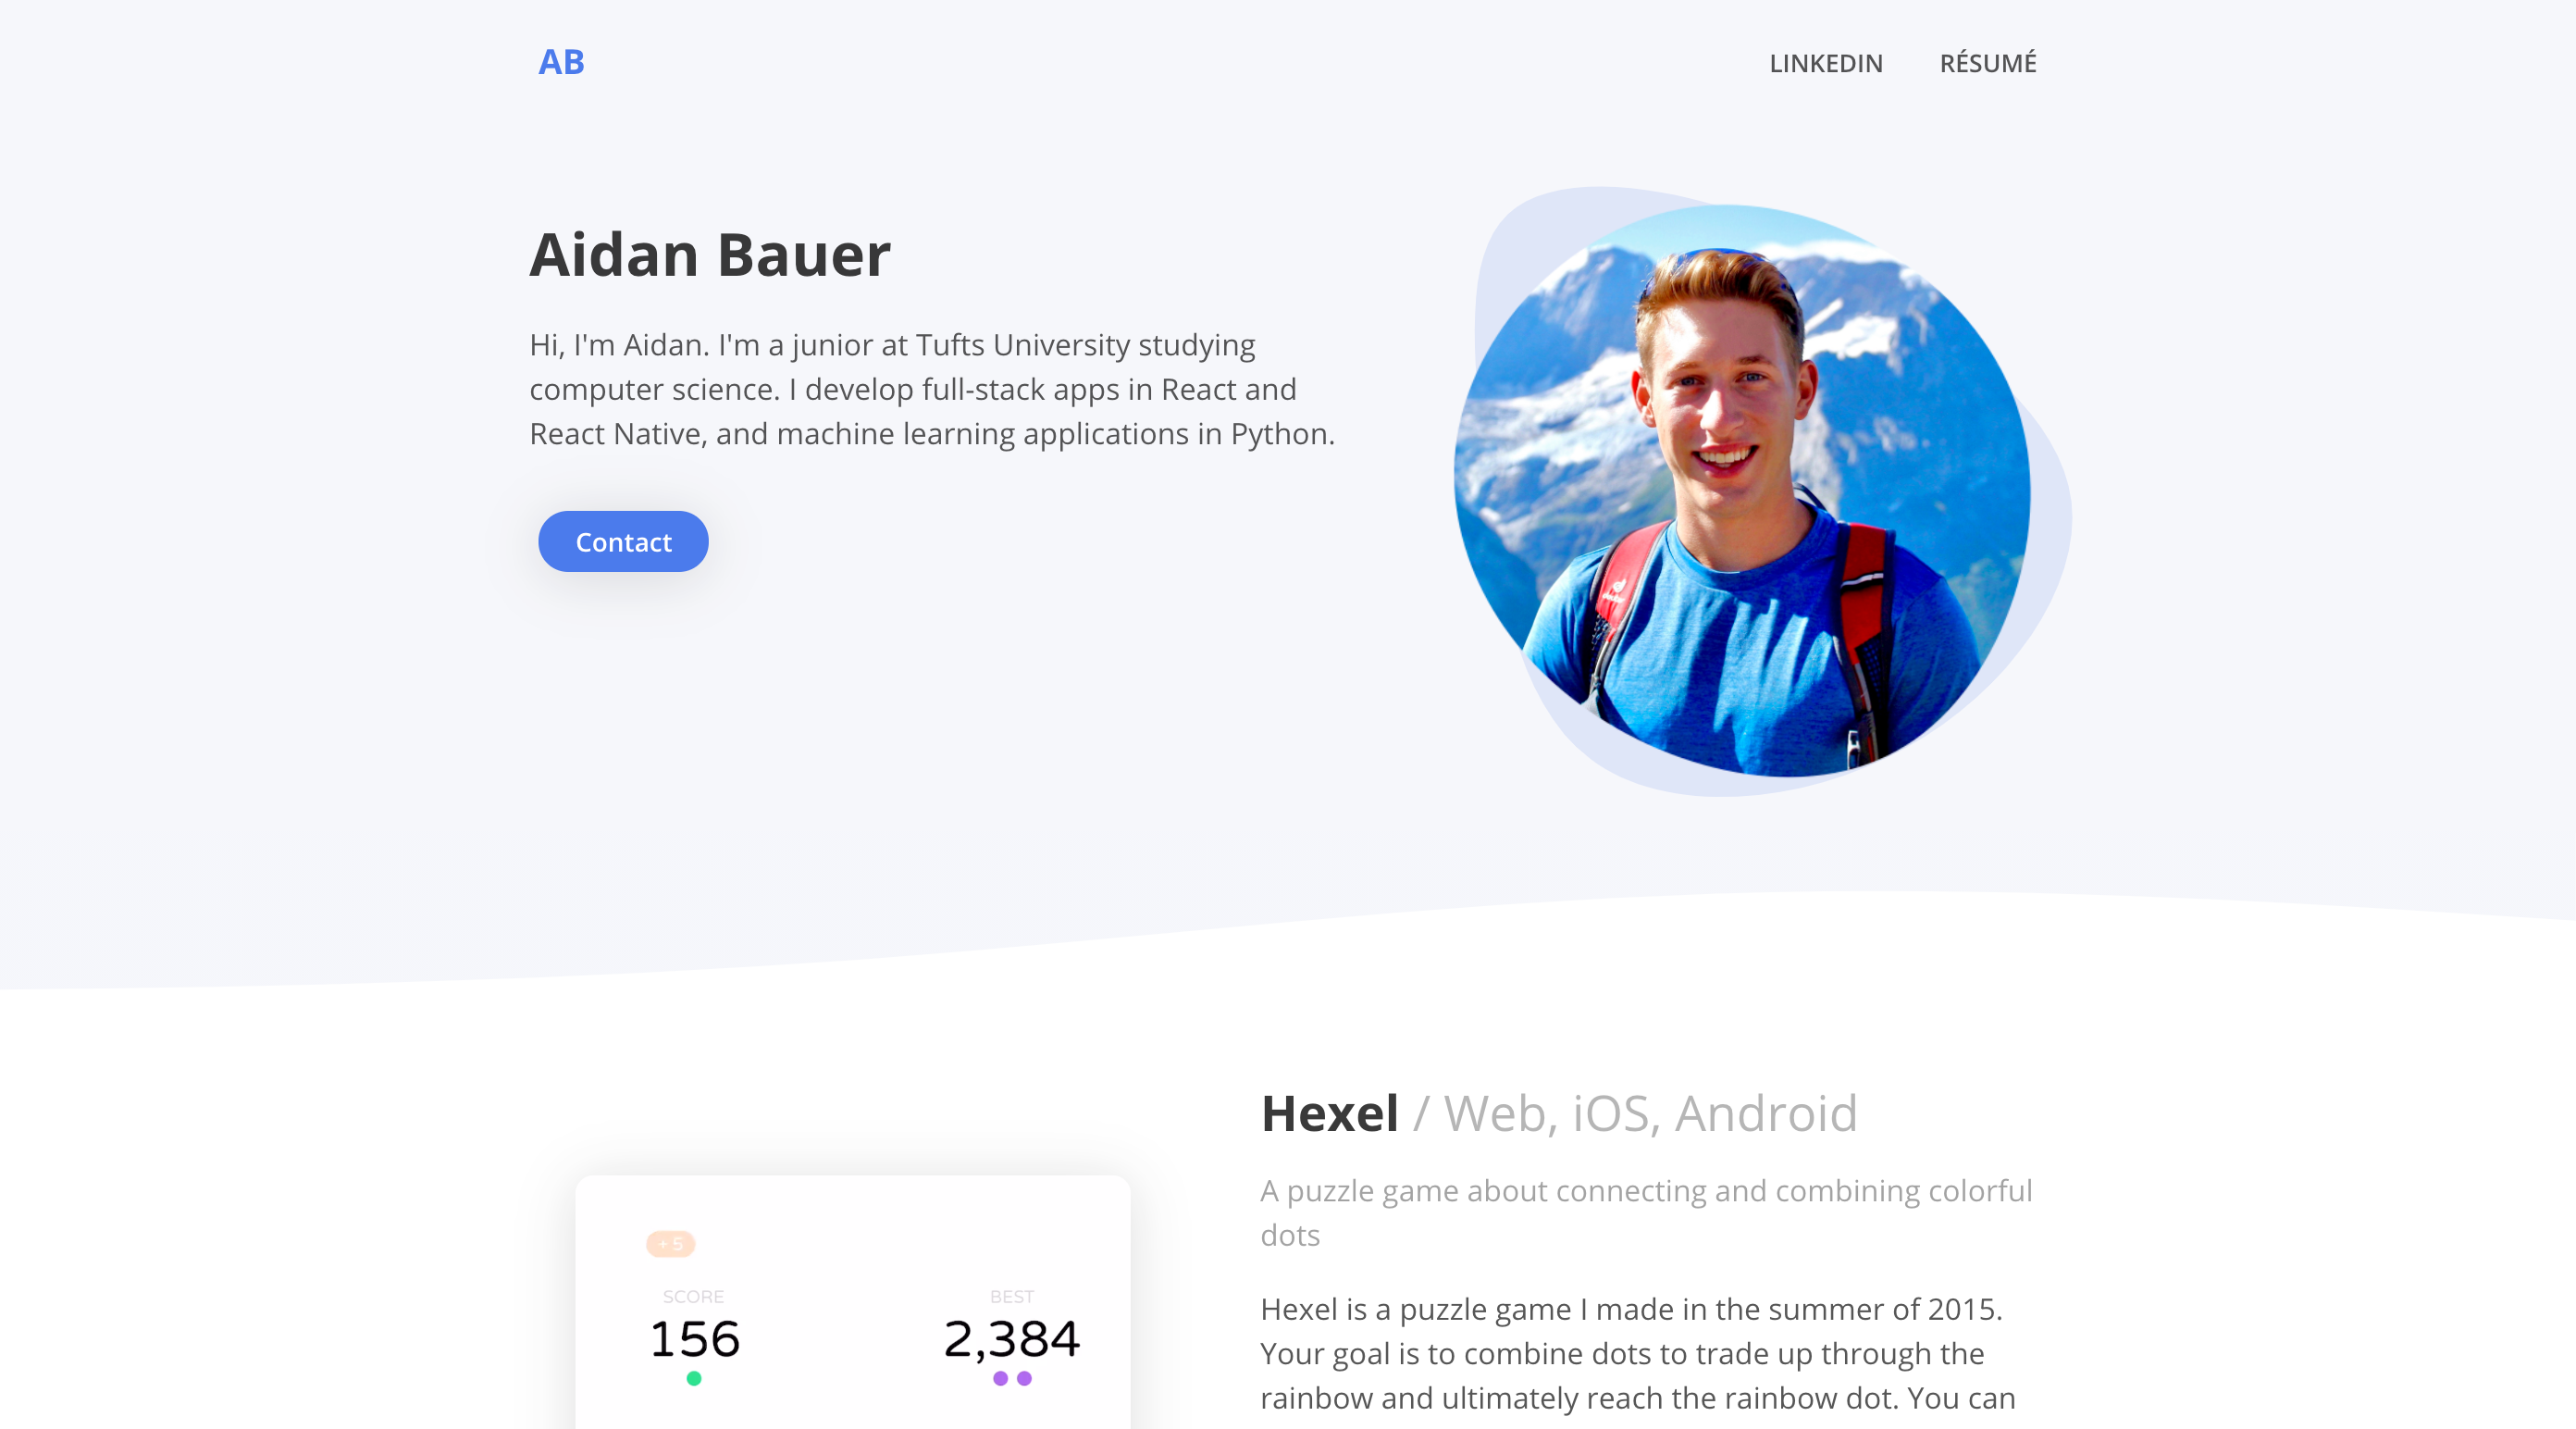 AB
LINKEDIN
RÉSUMÉ
Aidan Bauer
Hi, I'm Aidan. I'm a junior at Tufts University studying
computer science. I develop full-stack apps in React and
React Native, and machine learning applications in Python.
Contact
Hexel / Web, iOS, Android
A puzzle game about connecting and combining colorful
dots
Hexel is a puzzle game I made in the summer of 2015.
Your goal is to combine dots to trade up through the
rainbow and ultimately reach the rainbow dot. You can
+ 5
SCORE
BEST
156
2,384